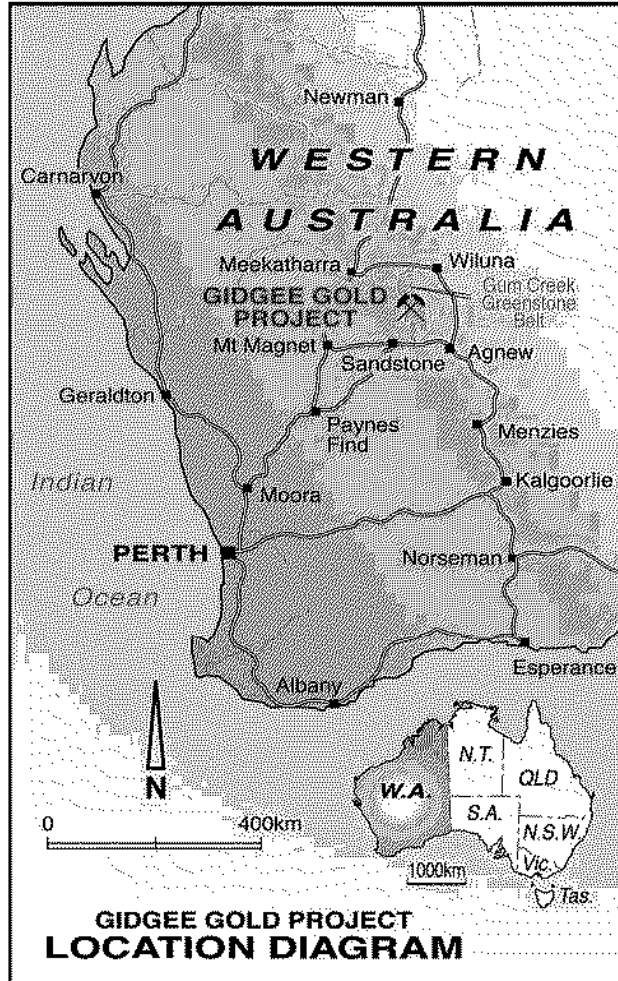 Newman
WESTERN
AUSTRALIA
Carnarvon
Meekatharra
Wiluna
GIDGEE GOLD
PROJECT
Gum Creek
Greenstone
Belt
Mt Magnet
Sandstone
Agnew
Geraldton
Paynes
Find
Menzies
Indian
Moora
Kalgoorlie
PERTH
Norseman
Ocean
Esperance
Albany
N
0 400km
N.T.
QLD
W.A.
S.A.
N.S.W.
Vic.
1000km
Tas.
GIDGEE GOLD PROJECT
LOCATION DIAGRAM